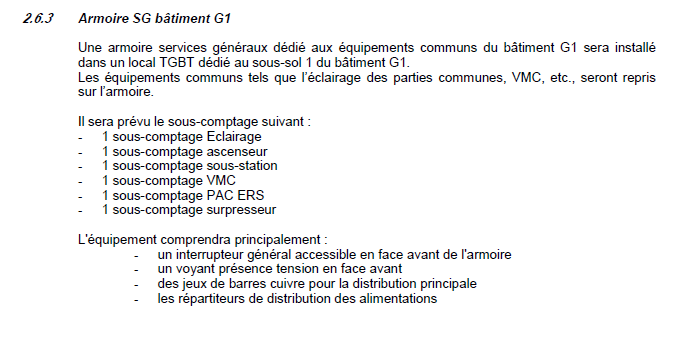 2.6.3 Armoire SG bâtiment G1
Une armoire services généraux dédié aux équipements communs du bâtiment G1 sera installé
dans un local TGBT dédié au sous-sol 1 du bâtiment G1.
Les équipements communs tels que l'éclairage des parties communes, VMC, etc., seront repris
sur l'armoire.
Il sera prévu le sous-comptage suivant :
- 1 sous-comptage Eclairage
- 1 sous-comptage ascenseur
- 1 sous-comptage sous-station
- 1 sous-comptage VMC
- 1 sous-comptage PAC ERS
- 1 sous-comptage surpresseur
L'équipement comprendra principalement :
- un interrupteur général accessible en face avant de l'armoire
- un voyant présence tension en face avant
- des jeux de barres cuivre pour la distribution principale
- les répartiteurs de distribution des alimentations